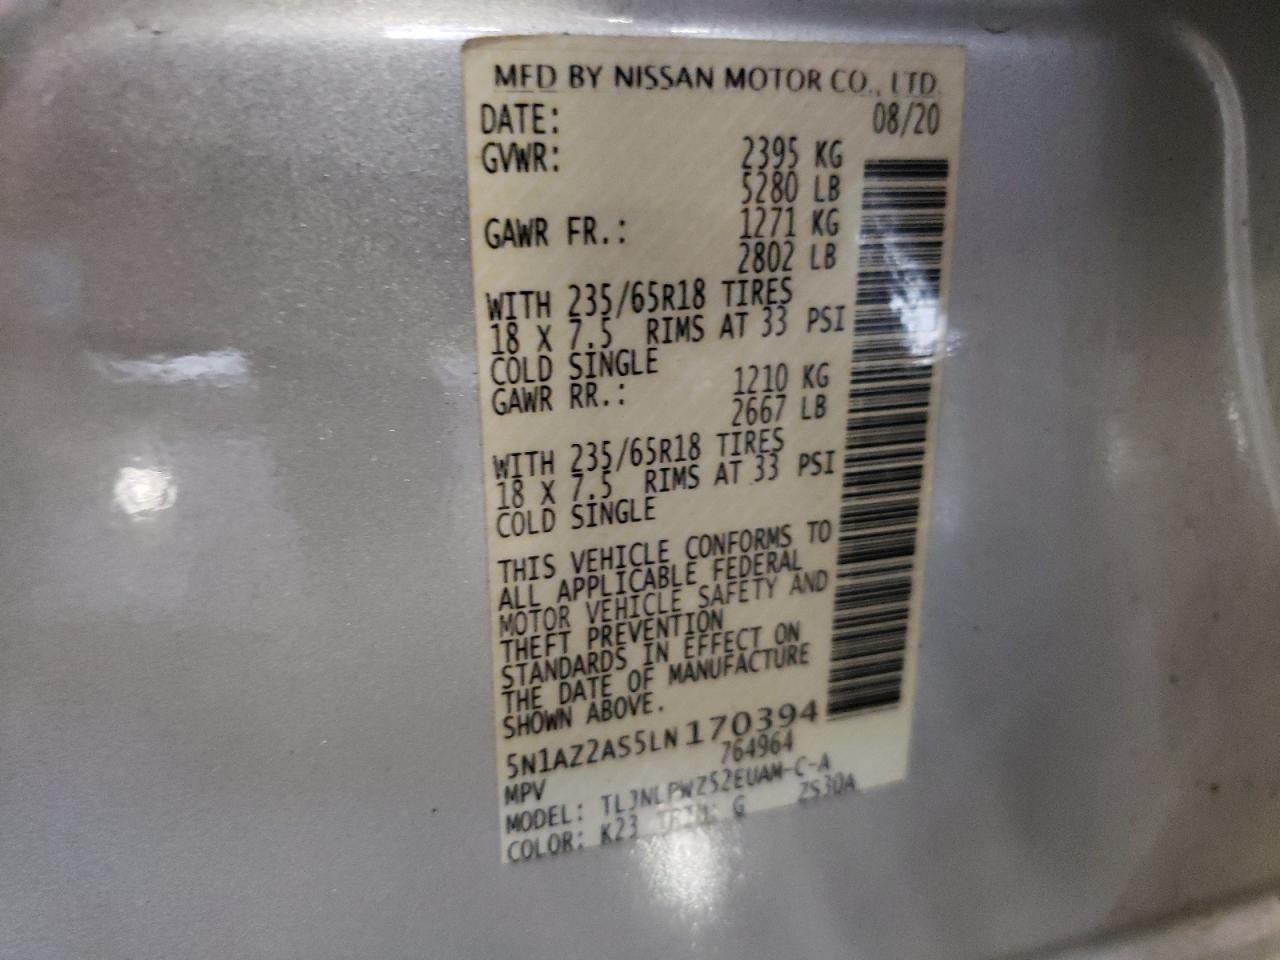 MFD BY NISSAN MOTOR CO., LTD.
DATE: 08/20
GVWR: 2395 KG
5280 LB
GAWR FR.: 1271 KG
2802 LB
WITH 235/65R18 TIRES
18 X 7.5 RIMS AT 33 PSI
COLD SINGLE
GAWR RR.: 1210 KG
2667 LB
WITH 235/65R18 TIRES
18 X 7.5 RIMS AT 33 PSI
COLD SINGLE
THIS VEHICLE CONFORMS TO
ALL APPLICABLE FEDERAL
MOTOR VEHICLE SAFETY AND
THEFT PREVENTION
STANDARDS IN EFFECT ON
THE DATE OF MANUFACTURE
SHOWN ABOVE.
5N1AZ2AS5LN170394
764964
MPV
MODEL: TLJNLPWZ52EUAM-C-A
COLOR: K23 TRIM: G ZS30A